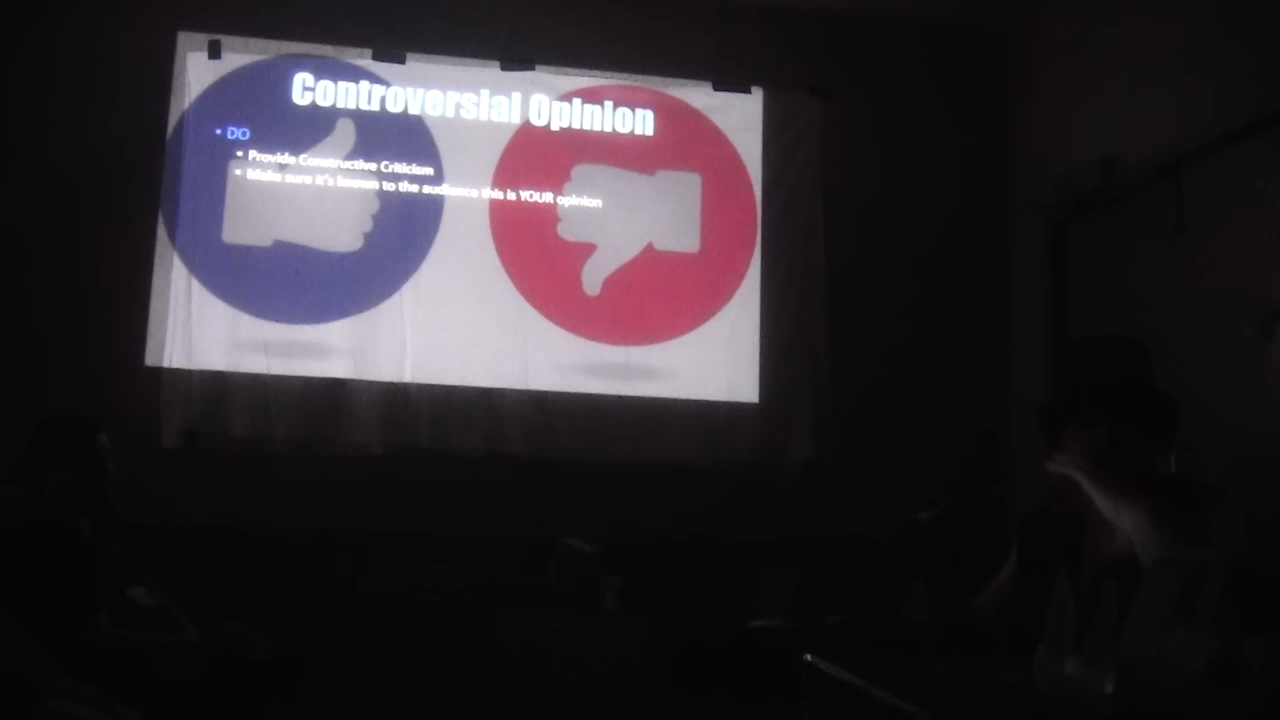 Controversial Opinion
• DO
• Provide Constructive Criticism
• Make sure it's known to the audience this is YOUR opinion